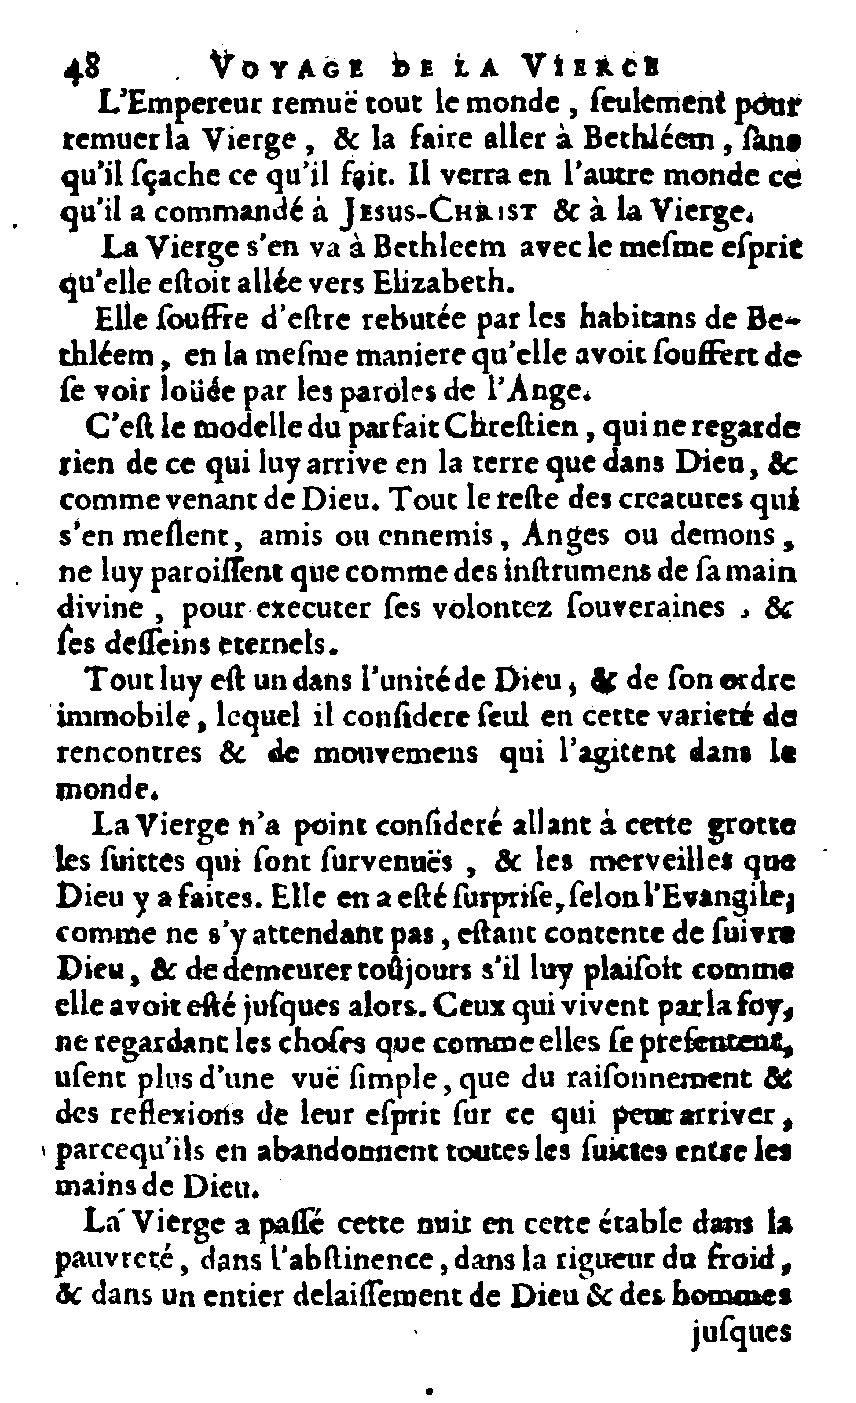 48 VOYAGE DE LA VIERGE
L'Empereur remuë tout le monde, ſeulement pour
remuer la Vierge, & la faire aller à Bethléem, ſans
qu'il ſçache ce qu'il fait. Il verra en l'autre monde ce
qu'il a commandé à JESUS-CHRIST & à la Vierge.
La Vierge s'en va à Bethleem avec le meſme eſprit
qu'elle eſtoit allée vers Elizabeth.
Elle ſouffre d'eſtre rebutée par les habitans de Be-
thléem, en la meſme maniere qu'elle avoit ſouffert de
ſe voir loüée par les paroles de l'Ange.
C'eſt le modelle du parfait Chreſtien, qui ne regarde
rien de ce qui luy arrive en la terre que dans Dieu, &
comme venant de Dieu. Tout le reſte des creatures qui
s'en meſlent, amis ou ennemis, Anges ou demons,
ne luy paroiſſent que comme des inſtrumens de ſa main
divine, pour executer ſes volontez ſouveraines, &
ſes deſſeins eternels.
Tout luy eſt un dans l'unité de Dieu, & de ſon ordre
immobile, lequel il conſidere ſeul en cette varieté de
rencontres & de mouvemens qui l'agitent dans le
monde.
La Vierge n'a point conſideré allant à cette grotte
les ſuittes qui ſont ſurvenuës, & les merveilles que
Dieu y a faites. Elle en a eſté ſurpriſe, ſelon l'Evangile,
comme ne s'y attendant pas, eſtant contente de ſuivre
Dieu, & de demeurer toûjours s'il luy plaiſoit comme
elle avoit eſté juſques alors. Ceux qui vivent par la foy,
ne regardant les choſes que comme elles ſe preſentent,
uſent plus d'une vuë ſimple, que du raiſonnement &
des reflexions de leur eſprit ſur ce qui peut arriver,
parcequ'ils en abandonnent toutes les ſuittes entre les
mains de Dieu.
La Vierge a paſſé cette nuit en cette étable dans la
pauvreté, dans l'abſtinence, dans la rigueur du froid,
& dans un entier delaiſſement de Dieu & des hommes
juſques